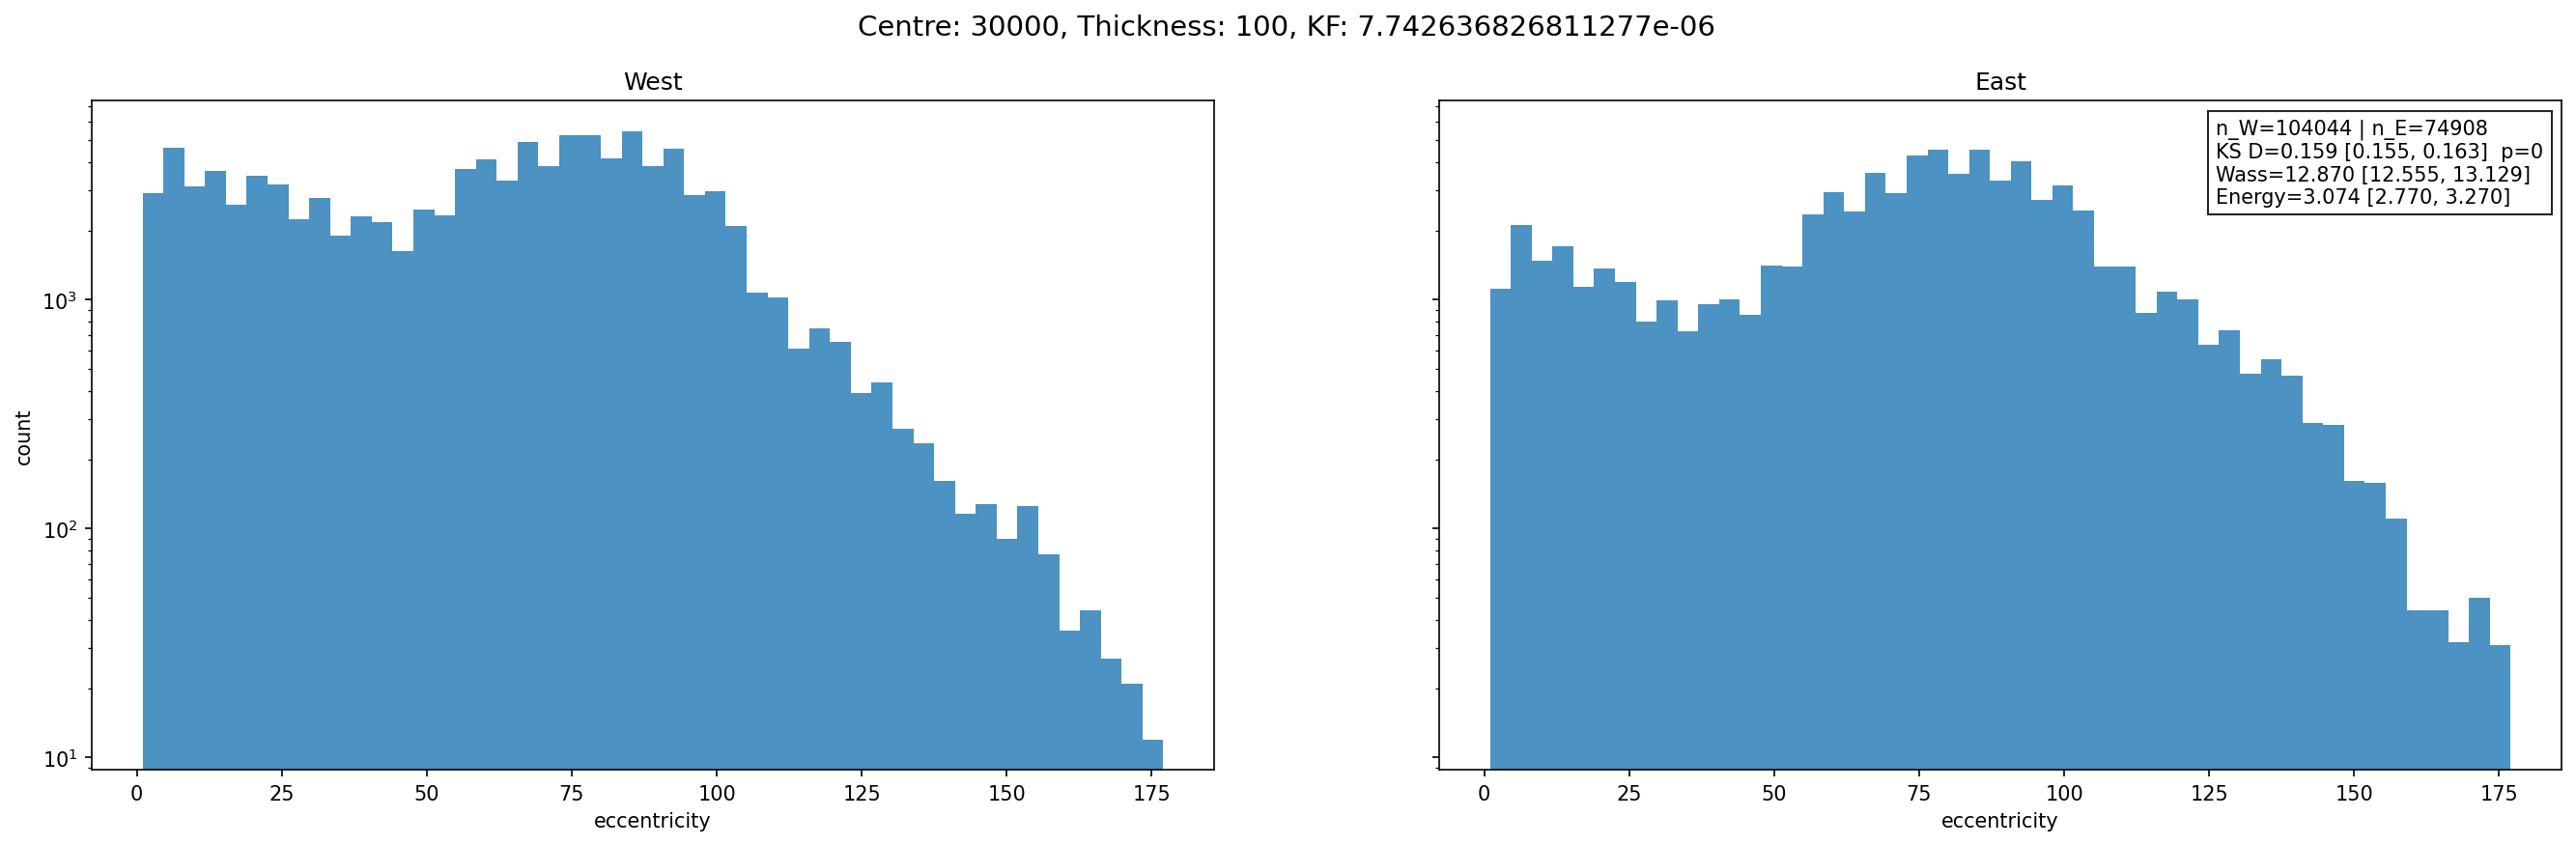 Centre: 30000, Thickness: 100, KF: 7.742636826811277e-06
West
East
n_W=104044 | n_E=74908
KS D=0.159 [0.155, 0.163]  p=0
Wass=12.870 [12.555, 13.129]
Energy=3.074 [2.770, 3.270]
10³
10²
10¹
count
0 25 50 75 100 125 150 175
0 25 50 75 100 125 150 175
eccentricity
eccentricity